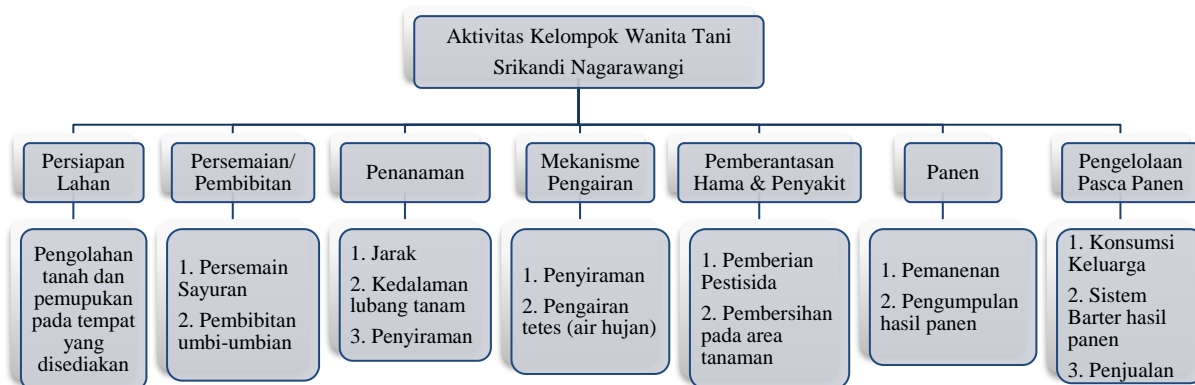 Aktivitas Kelompok Wanita Tani
Srikandi Nagarawangi
Persiapan
Lahan
Persemaian/
Pembibitan
Penanaman
Mekanisme
Pengairan
Pemberantasan
Hama & Penyakit
Panen
Pengelolaan
Pasca Panen
Pengolahan
tanah dan
pemupukan
pada tempat
yang
disediakan
1. Persemain
Sayuran
2. Pembibitan
umbi-umbian
1. Jarak
2. Kedalaman
lubang tanam
3. Penyiraman
1. Penyiraman
2. Pengairan
tetes (air hujan)
1. Pemberian
Pestisida
2. Pembersihan
pada area
tanaman
1. Pemanenan
2. Pengumpulan
hasil panen
1. Konsumsi
Keluarga
2. Sistem
Barter hasil
panen
3. Penjualan